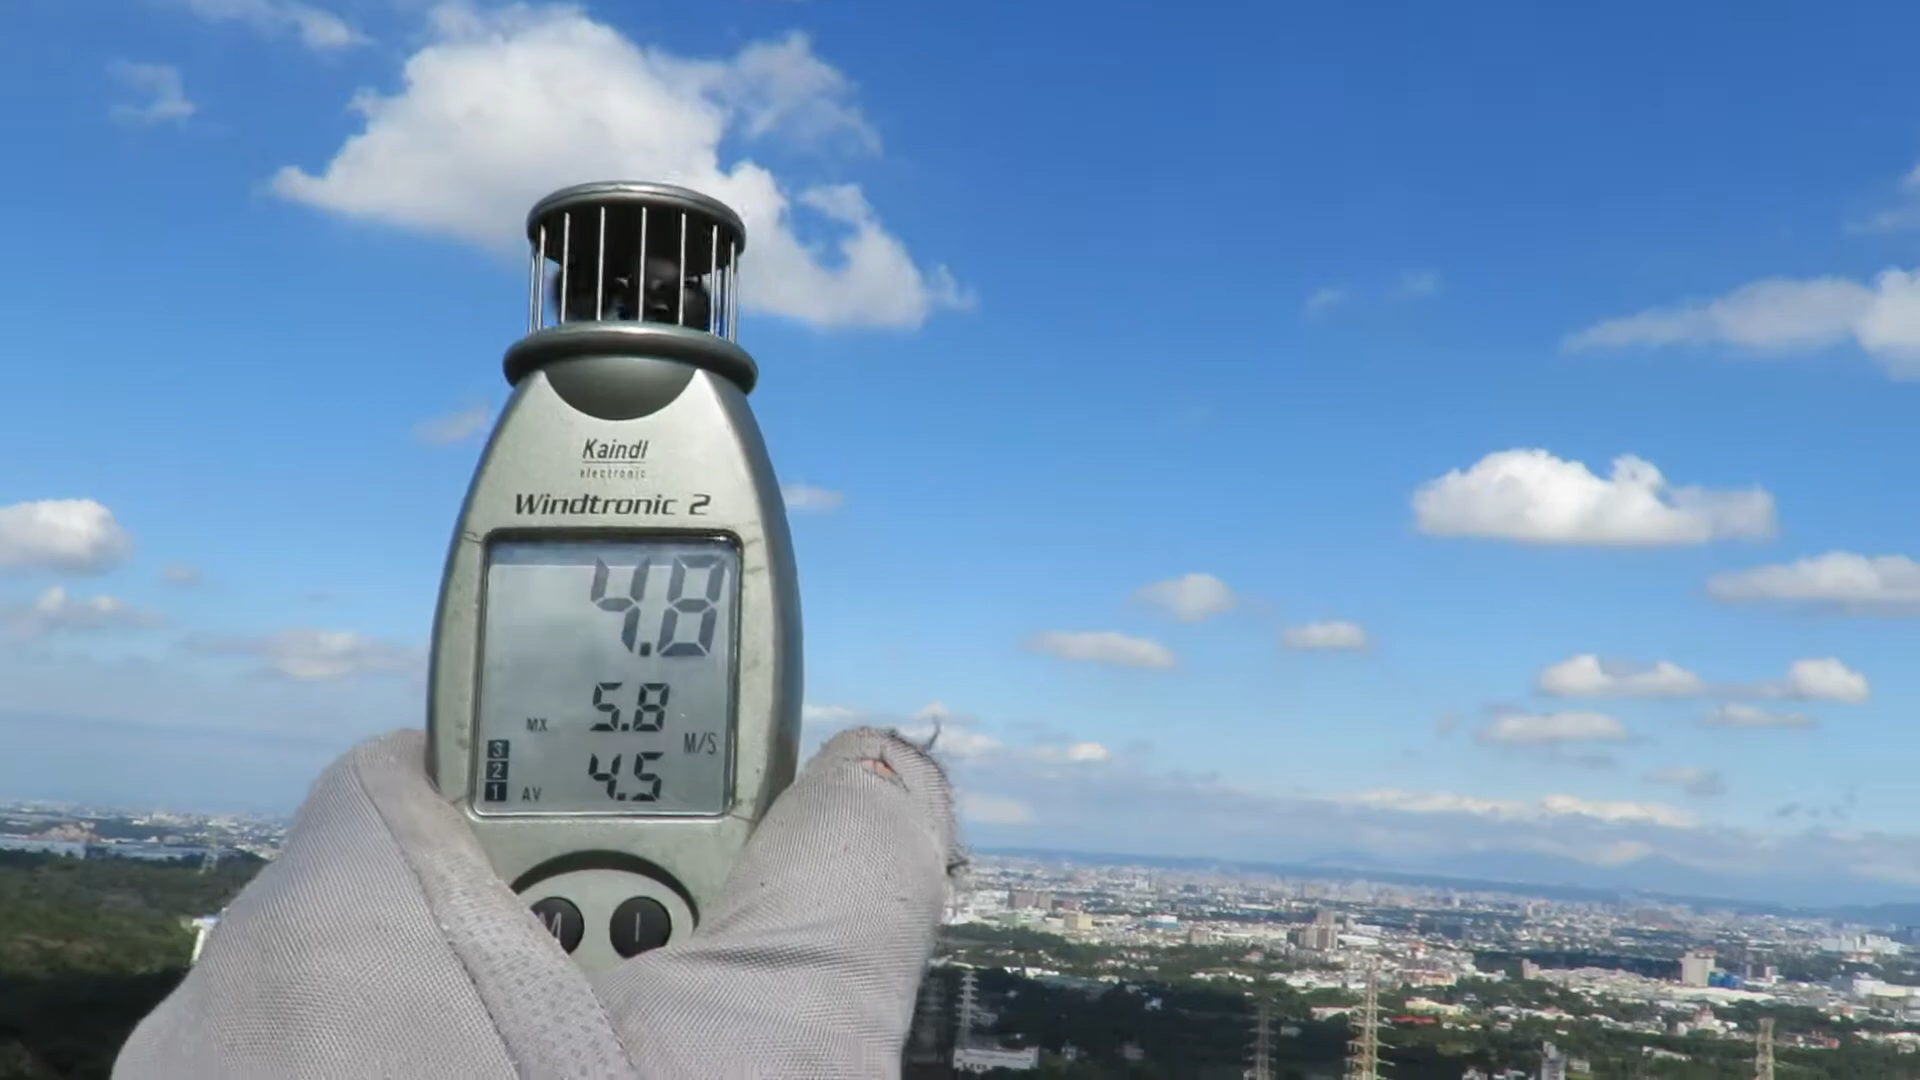 Kaindl
electronic
Windtronic 2
4.8
MX 5.8
M/S
3
2
1 AV 4.5
M I